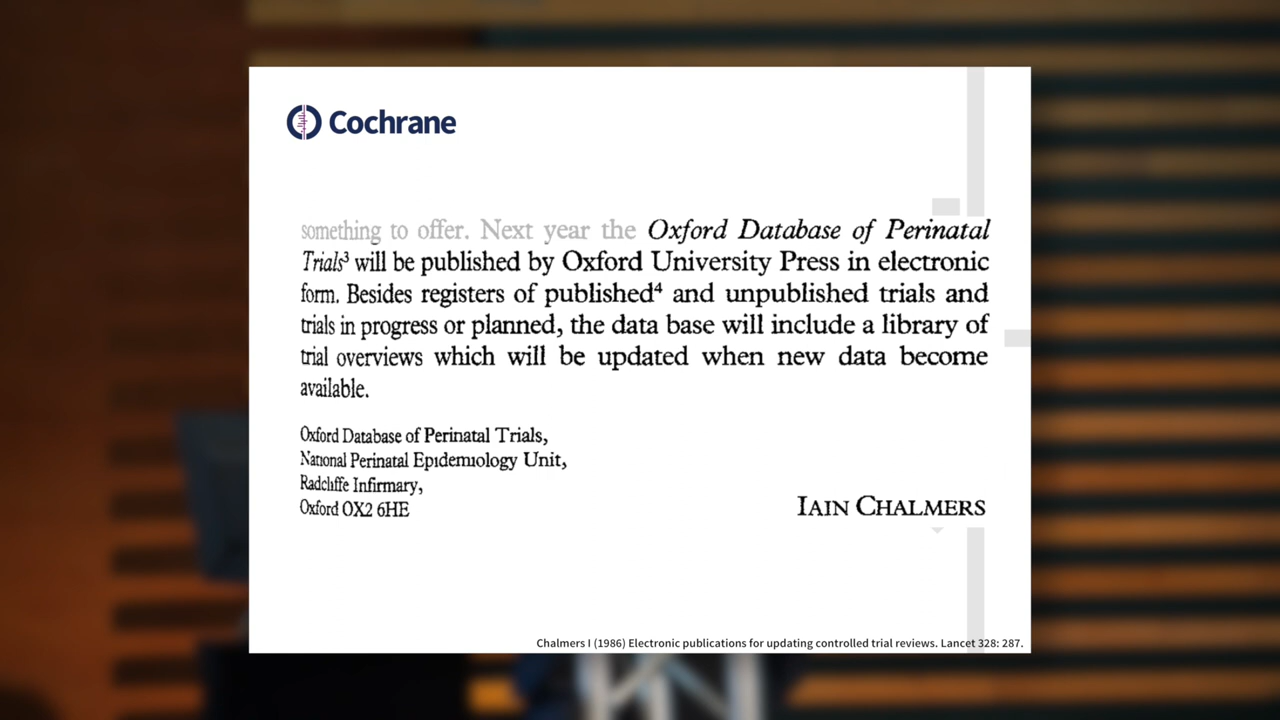 Cochrane
something to offer. Next year the Oxford Database of Perinatal
Trials³ will be published by Oxford University Press in electronic
form. Besides registers of published⁴ and unpublished trials and
trials in progress or planned, the data base will include a library of
trial overviews which will be updated when new data become
available.
Oxford Database of Perinatal Trials,
National Perinatal Epidemiology Unit,
Radcliffe Infirmary,
Oxford OX2 6HE
IAIN CHALMERS
Chalmers I (1986) Electronic publications for updating controlled trial reviews. Lancet 328: 287.